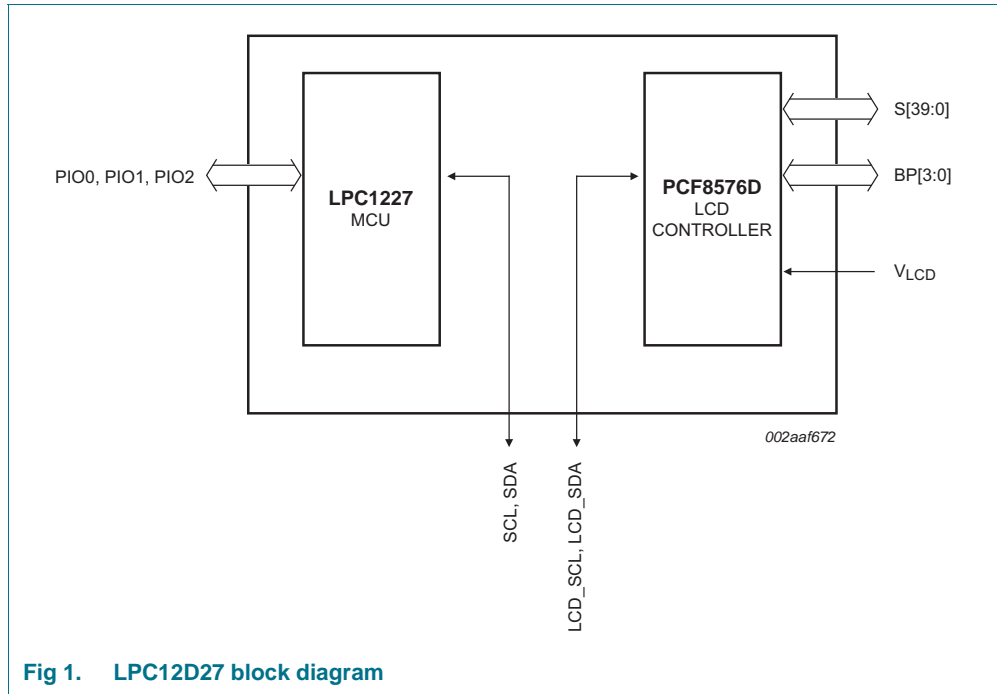 PIO0, PIO1, PIO2
LPC1227
MCU
PCF8576D
LCD
CONTROLLER
S[39:0]
BP[3:0]
VLCD
002aaf672
SCL, SDA
LCD_SCL, LCD_SDA
Fig 1. LPC12D27 block diagram